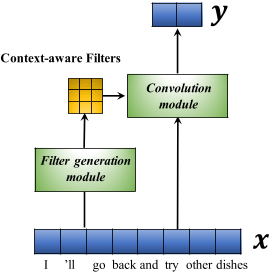 y
Context-aware Filters
Convolution
module
Filter generation
module
x
I 'll go back and try other dishes